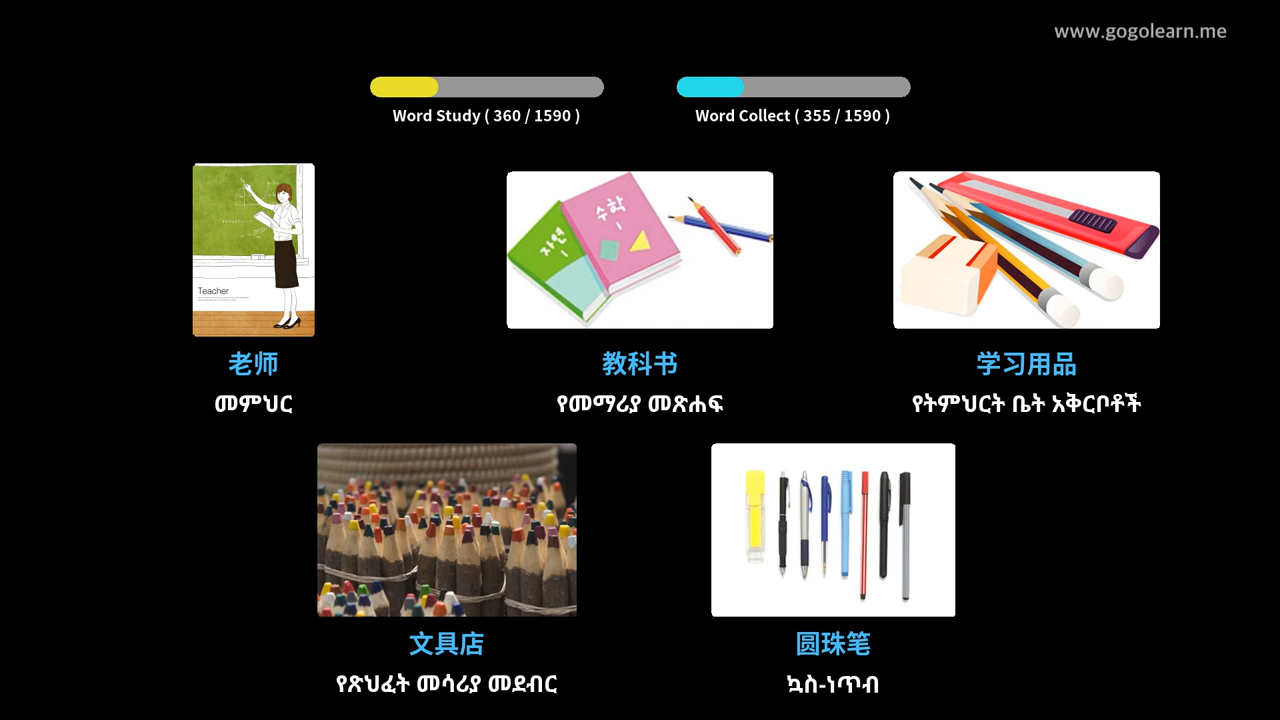 www.gogolearn.me
Word Study ( 360 / 1590 )
Word Collect ( 355 / 1590 )
Teacher
자연
수학
老师
教科书
学习用品
መምህር
የመማሪያ መጽሐፍ
የትምህርት ቤት አቅርቦቶች
文具店
圆珠笔
የጽህፈት መሳሪያ መደብር
ኳስ-ነጥብ